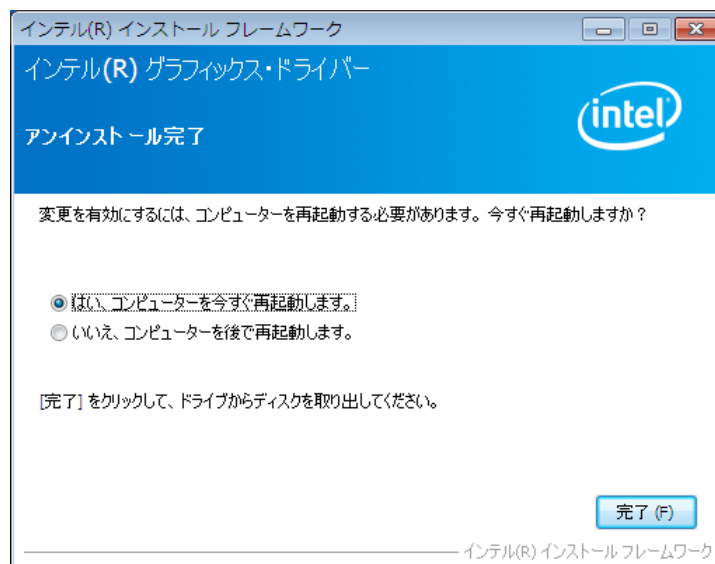 インテル(R) インストール フレームワーク
インテル(R) グラフィックス・ドライバー
intel
アンインストール完了
変更を有効にするには、コンピューターを再起動する必要があります。今すぐ再起動しますか？
はい、コンピューターを今すぐ再起動します。
いいえ、コンピューターを後で再起動します。
[完了] をクリックして、ドライブからディスクを取り出してください。
完了 (F)
インテル(R) インストール フレームワーク